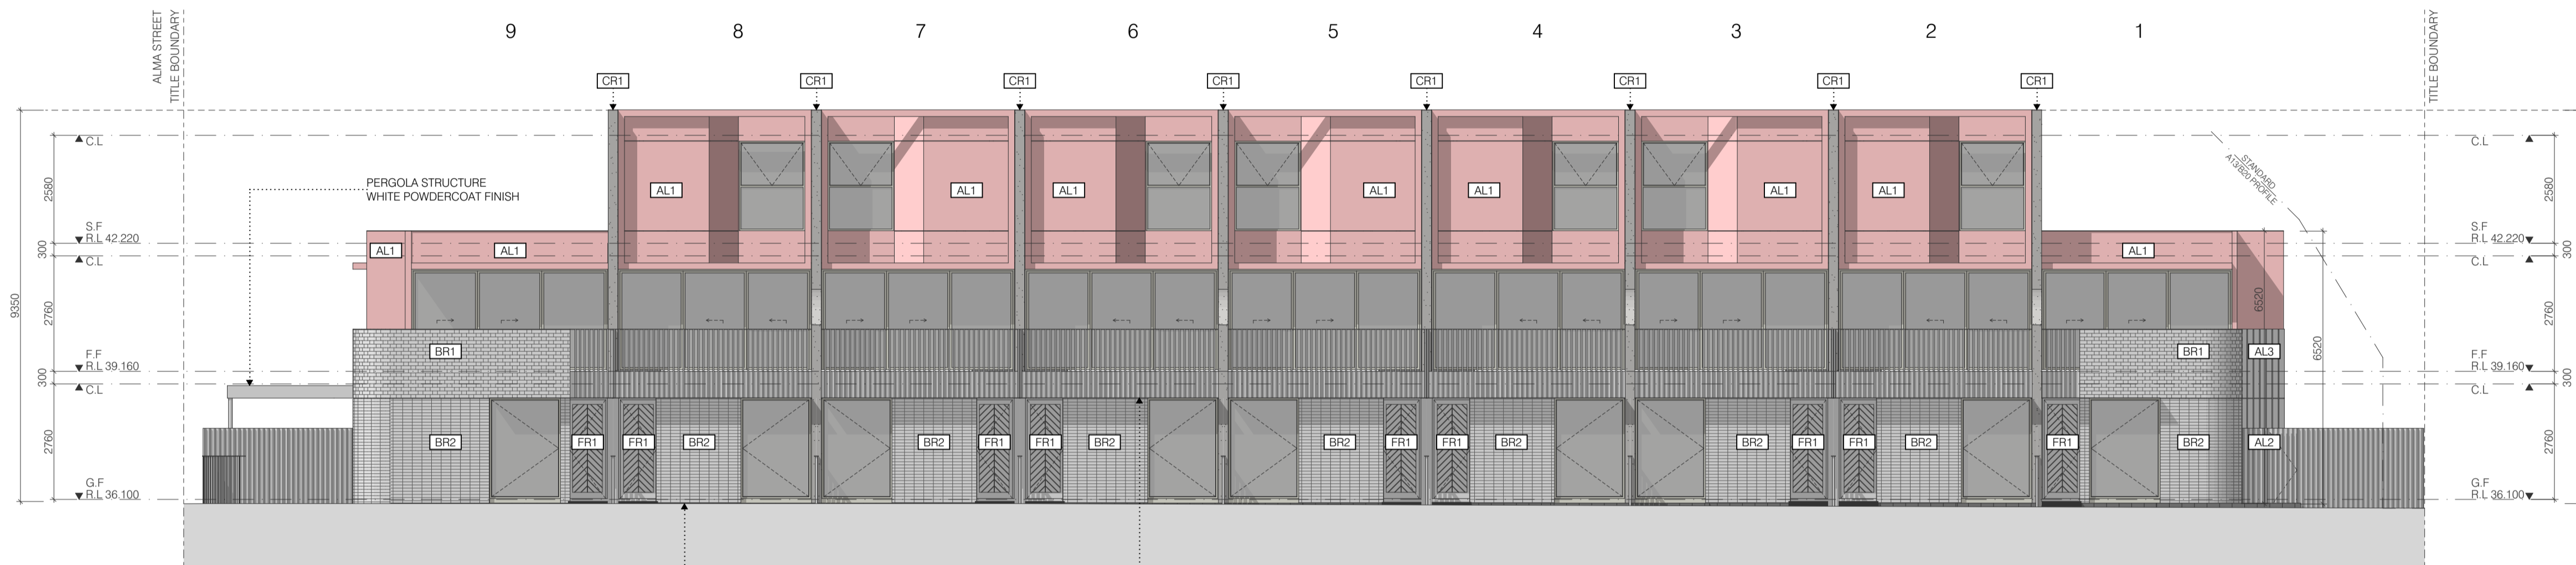 ALMA STREET
TITLE BOUNDARY
9 8 7 6 5 4 3 2 1
TITLE BOUNDARY
CR1 CR1 CR1 CR1 CR1 CR1 CR1 CR1
C.L
C.L
PERGOLA STRUCTURE
WHITE POWDERCOAT FINISH
STANDARD
A13/B20 PROFILE
2580
2580
AL1 AL1 AL1 AL1 AL1 AL1 AL1
S.F
R.L 42.220
S.F
R.L 42.220
300
300
AL1 AL1 AL1
C.L
C.L
9350
2760
6520
6520
2760
BR1 BR1 AL3
F.F
R.L 39.160
F.F
R.L 39.160
300
300
C.L
C.L
2760
2760
BR2 FR1 FR1 BR2 BR2 FR1 FR1 BR2 BR2 FR1 FR1 BR2 BR2 FR1 FR1 BR2 FR1 BR2 AL2
G.F
R.L 36.100
G.F
R.L 36.100